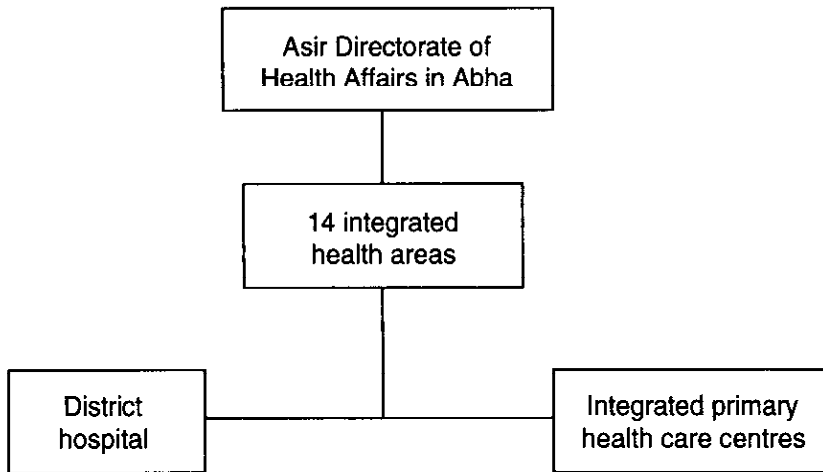 Asir Directorate of
Health Affairs in Abha
14 integrated
health areas
District
hospital
Integrated primary
health care centres